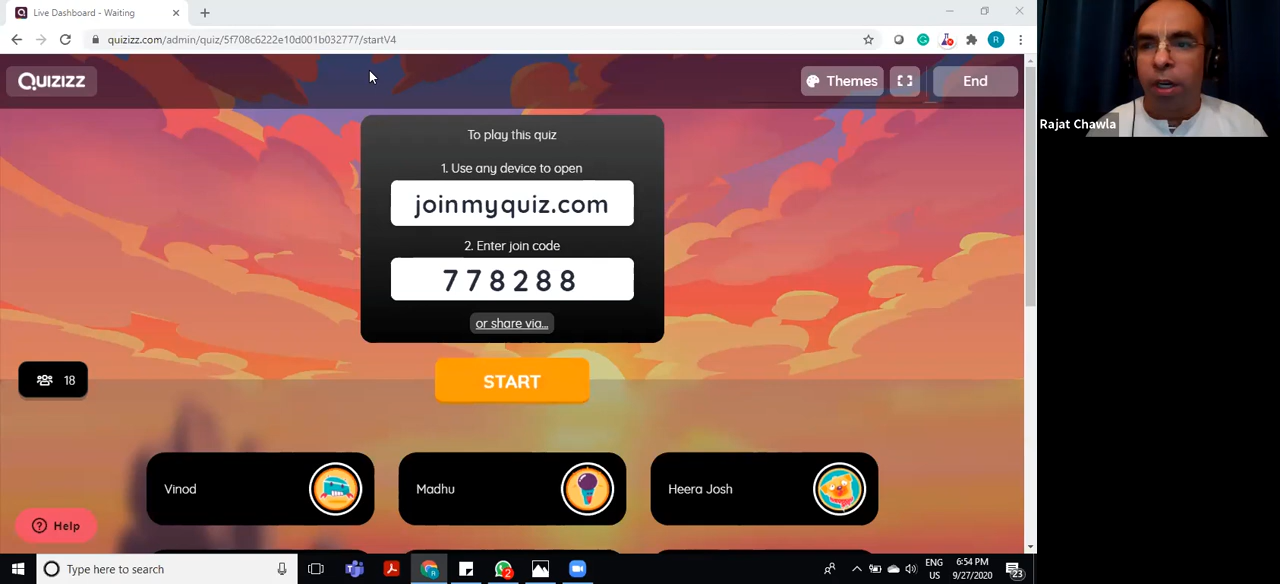 Live Dashboard - Waiting
quizizz.com/admin/quiz/5f708c6222e10d001b032777/startV4
R
Quizizz
Themes
End
Rajat Chawla
To play this quiz
1. Use any device to open
joinmyquiz.com
2. Enter join code
778288
or share via...
18
START
Vinod
Madhu
Heera Josh
Help
Type here to search
2
ENG
US
6:54 PM
9/27/2020
23